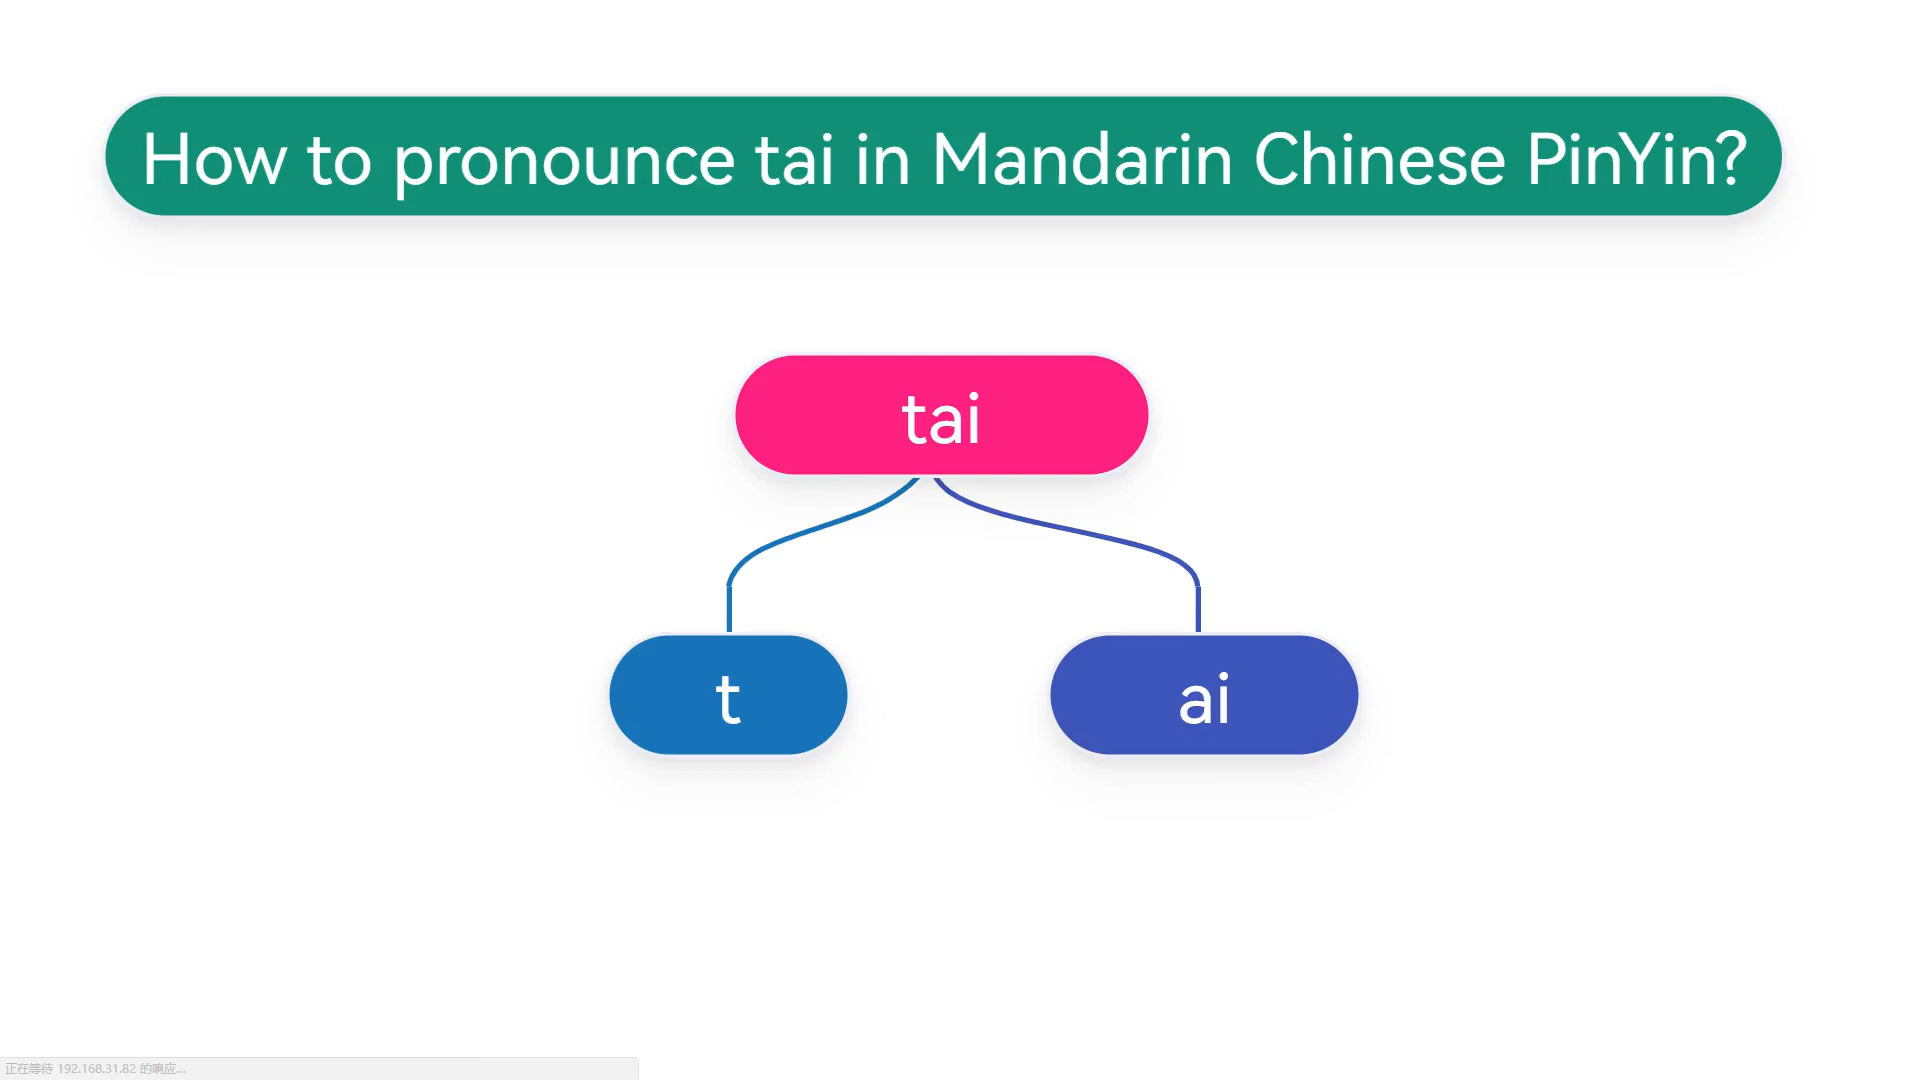 How to pronounce tai in Mandarin Chinese PinYin?
tai
t
ai
正在等待 192.168.31.82 的响应...